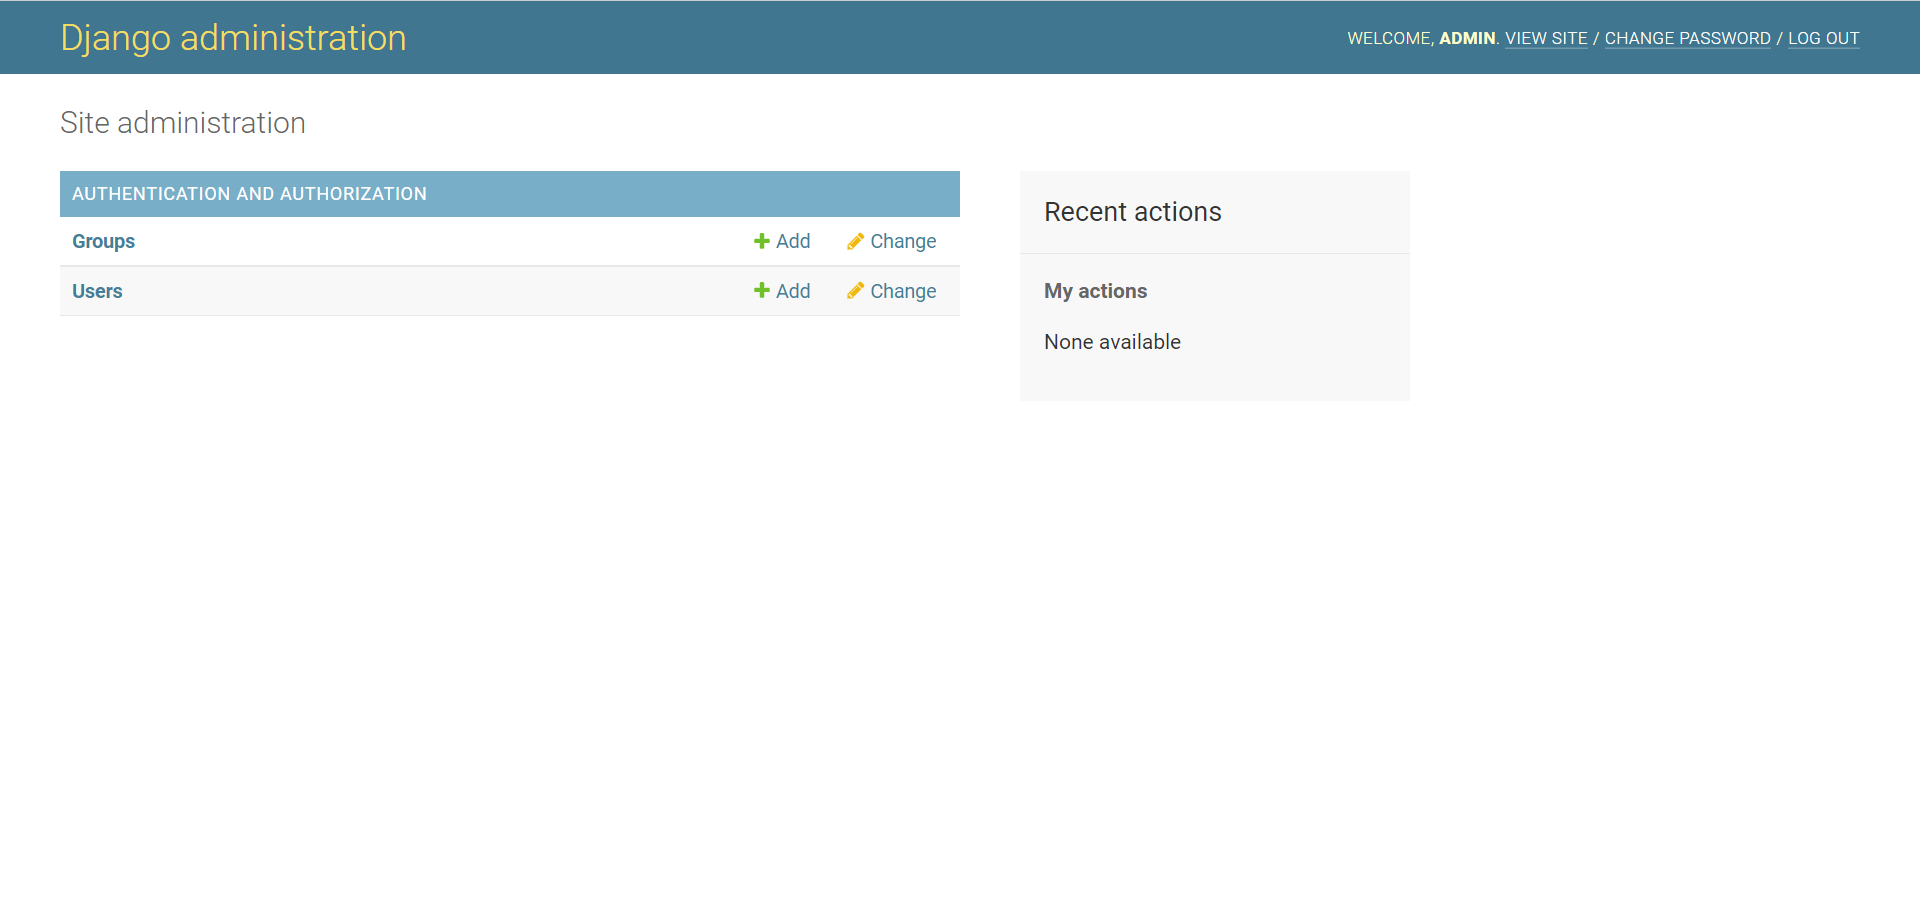 Django administration
WELCOME, ADMIN. VIEW SITE / CHANGE PASSWORD / LOG OUT
Site administration
AUTHENTICATION AND AUTHORIZATION
Groups Add Change
Users Add Change
Recent actions
My actions
None available